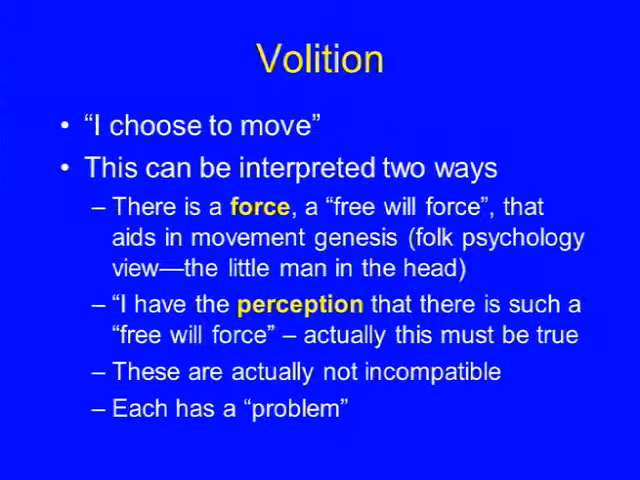 Volition
• “I choose to move”
• This can be interpreted two ways
– There is a force, a “free will force”, that
aids in movement genesis (folk psychology
view—the little man in the head)
– “I have the perception that there is such a
“free will force” – actually this must be true
– These are actually not incompatible
– Each has a “problem”